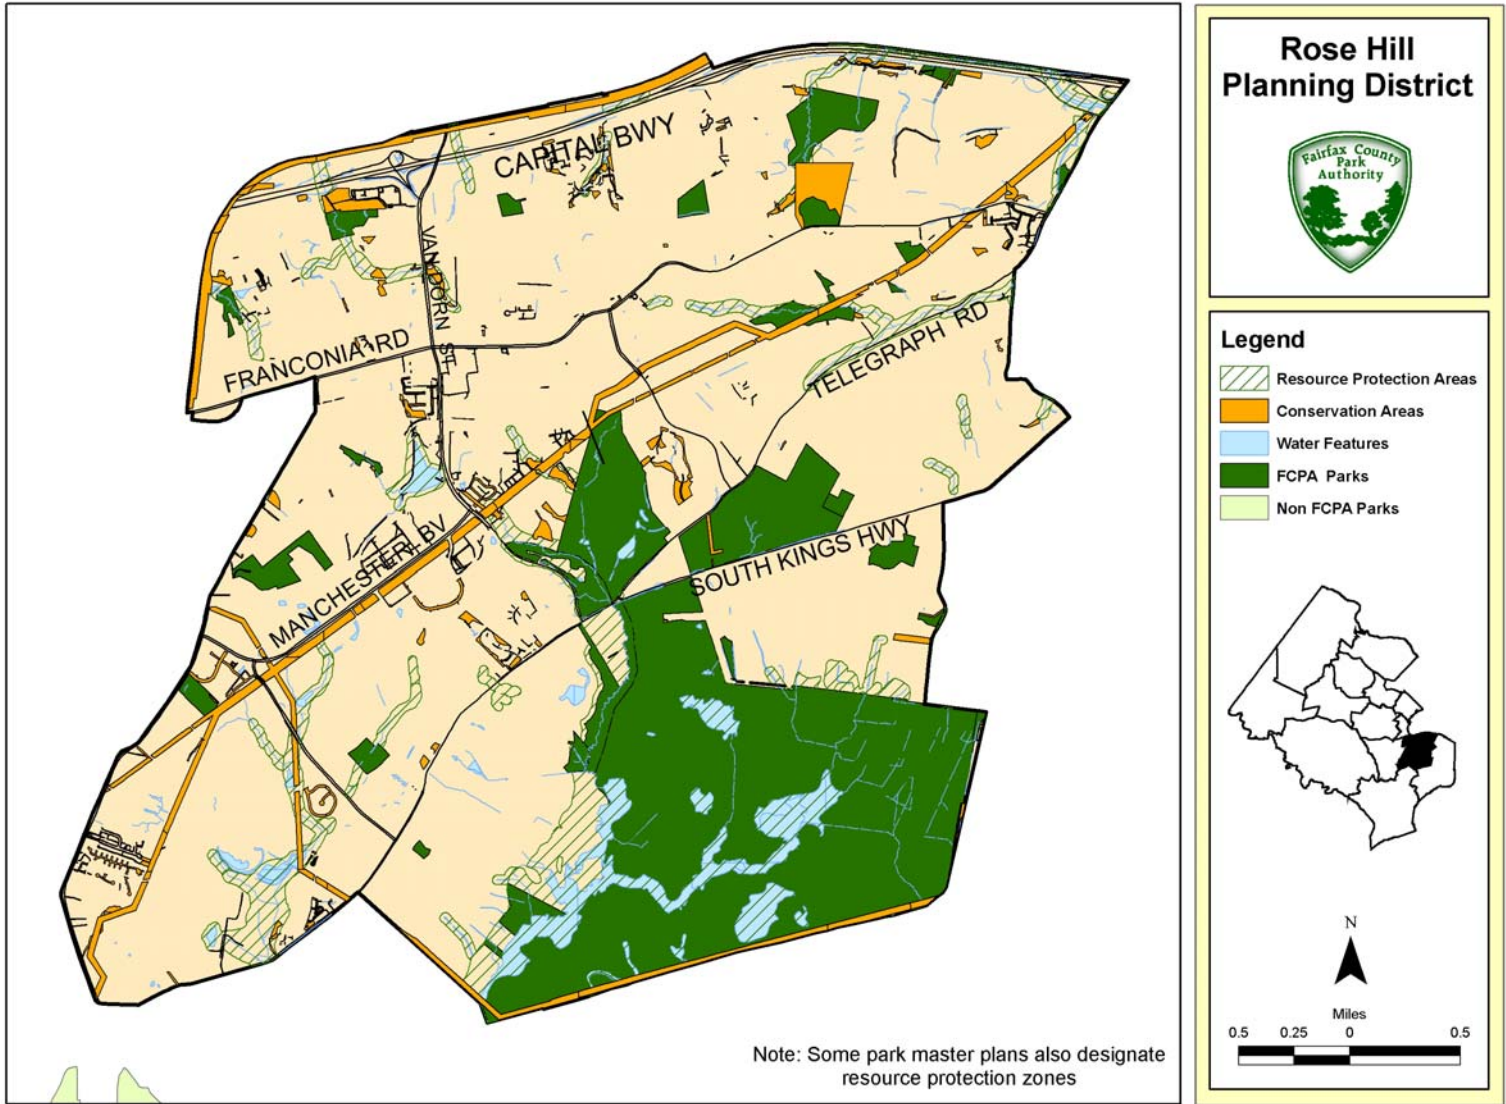 CAPITAL BWY
VAN DORN ST
FRANCONIA RD
TELEGRAPH RD
MANCHESTER BV
SOUTH KINGS HWY
Note: Some park master plans also designate
resource protection zones
Rose Hill
Planning District
Fairfax County
Park
Authority
Legend
Resource Protection Areas
Conservation Areas
Water Features
FCPA Parks
Non FCPA Parks
N
Miles
0.5 0.25 0 0.5